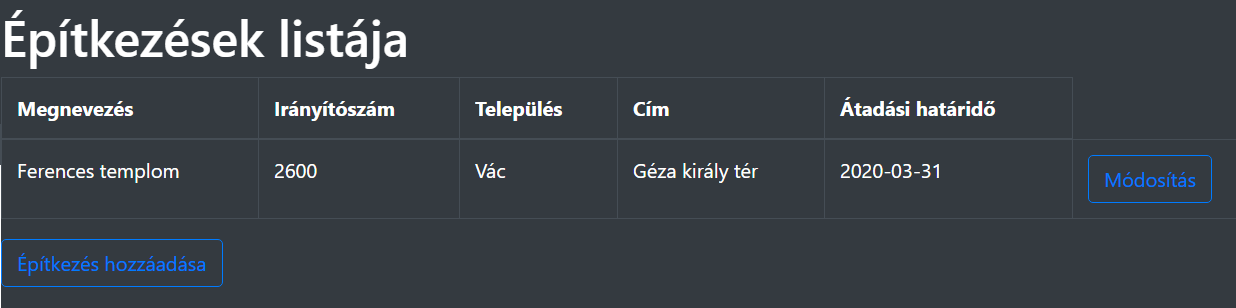 Építkezések listája
Megnevezés Irányítószám Település Cím Átadási határidő
Ferences templom 2600 Vác Géza király tér 2020-03-31 Módosítás
Építkezés hozzáadása